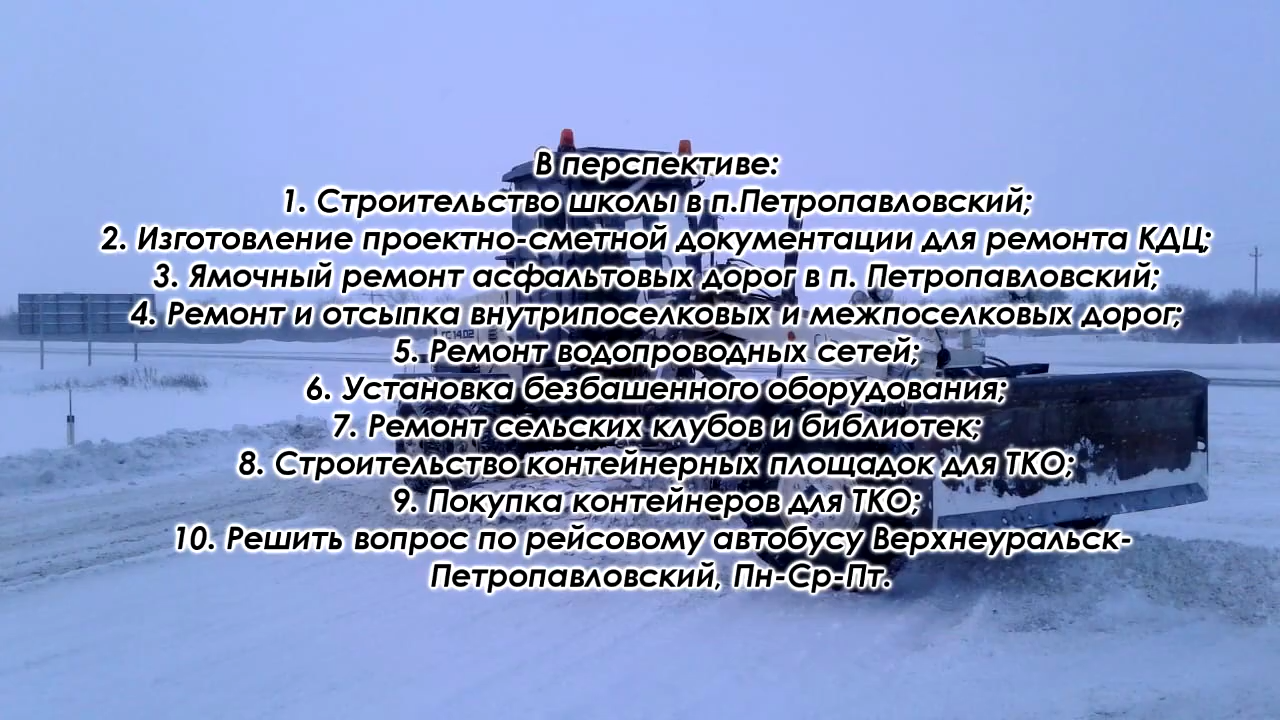 В перспективе:
1. Строительство школы в п.Петропавловский;
2. Изготовление проектно-сметной документации для ремонта КДЦ;
3. Ямочный ремонт асфальтовых дорог в п. Петропавловский;
4. Ремонт и отсыпка внутрипоселковых и межпоселковых дорог;
5. Ремонт водопроводных сетей;
6. Установка безбашенного оборудования;
7. Ремонт сельских клубов и библиотек;
8. Строительство контейнерных площадок для ТКО;
9. Покупка контейнеров для ТКО;
10. Решить вопрос по рейсовому автобусу Верхнеуральск-
Петропавловский, Пн-Ср-Пт.
ГС 14.02